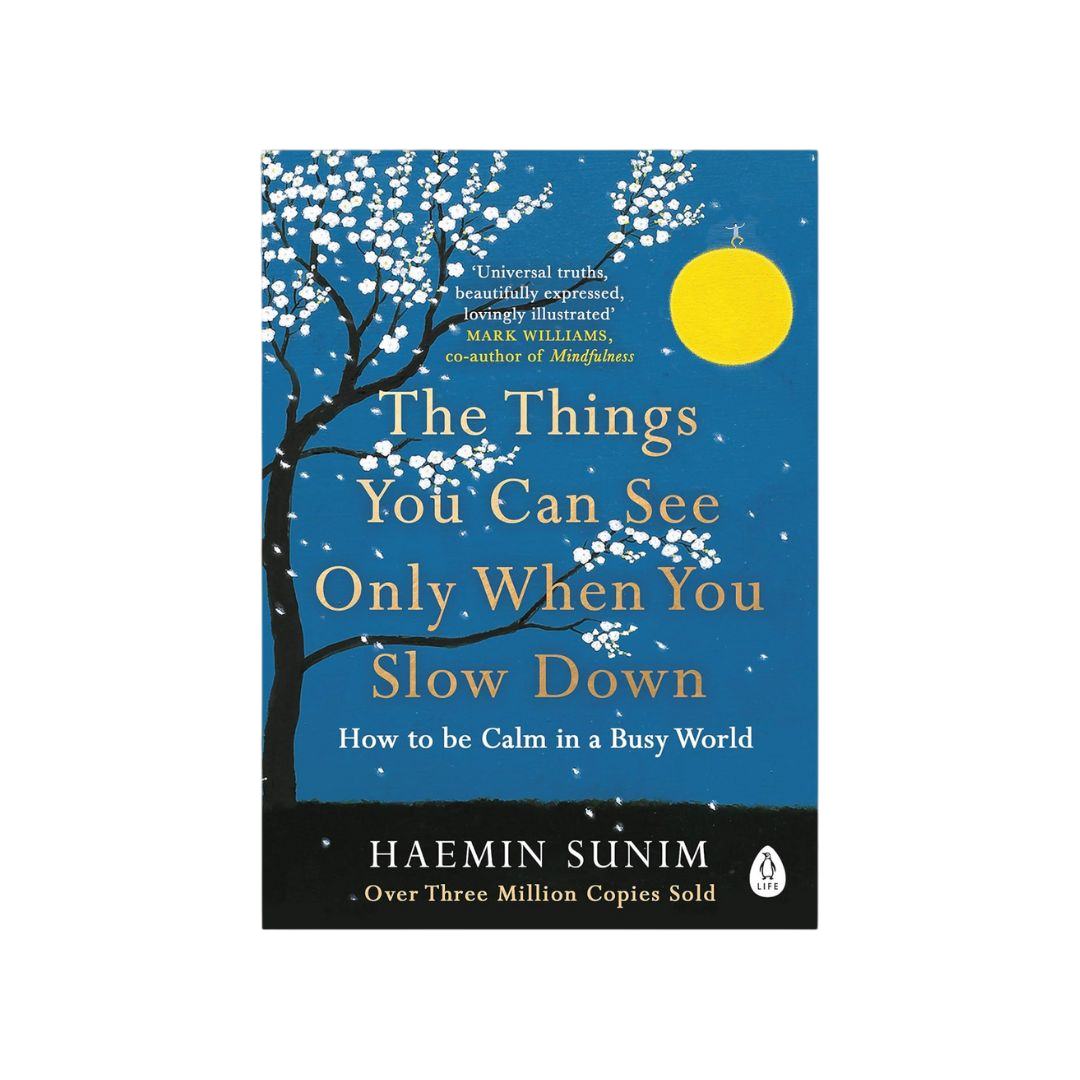 ‘Universal truths,
beautifully expressed,
lovingly illustrated’
MARK WILLIAMS,
co-author of Mindfulness
The Things
You Can See
Only When You
Slow Down
How to be Calm in a Busy World
HAEMIN SUNIM
Over Three Million Copies Sold
LIFE